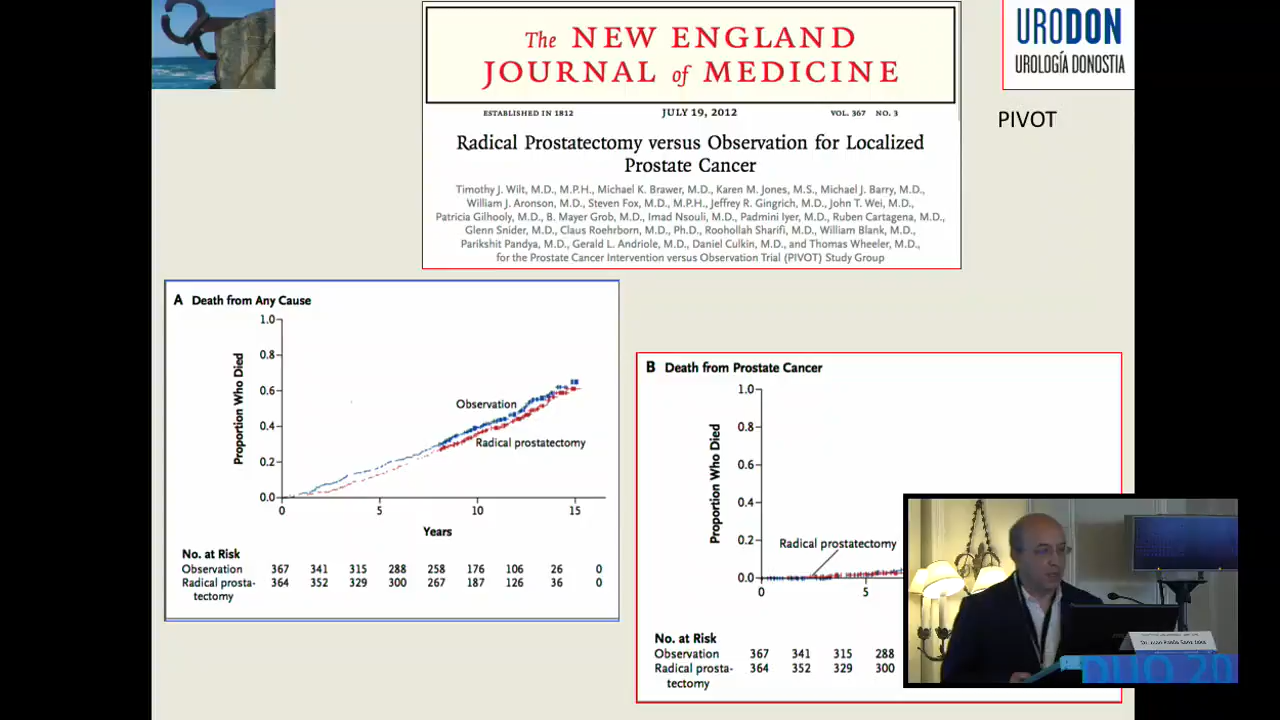 The NEW ENGLAND
JOURNAL of MEDICINE
ESTABLISHED IN 1812 JULY 19, 2012 VOL. 367 NO. 3
Radical Prostatectomy versus Observation for Localized
Prostate Cancer
Timothy J. Wilt, M.D., M.P.H., Michael K. Brawer, M.D., Karen M. Jones, M.S., Michael J. Barry, M.D.,
William J. Aronson, M.D., Steven Fox, M.D., M.P.H., Jeffrey R. Gingrich, M.D., John T. Wei, M.D.,
Patricia Gilhooly, M.D., B. Mayer Grob, M.D., Imad Nsouli, M.D., Padmini Iyer, M.D., Ruben Cartagena, M.D.,
Glenn Snider, M.D., Claus Roehrborn, M.D., Ph.D., Roohollah Sharifi, M.D., William Blank, M.D.,
Parikshit Pandya, M.D., Gerald L. Andriole, M.D., Daniel Culkin, M.D., and Thomas Wheeler, M.D.,
for the Prostate Cancer Intervention versus Observation Trial (PIVOT) Study Group
URODON
UROLOGÍA DONOSTIA
PIVOT
A Death from Any Cause
Proportion Who Died
1.0
0.8
0.6
0.4
0.2
0.0
Observation
Radical prostatectomy
0 5 10 15
Years
No. at Risk
Observation 367 341 315 288 258 176 106 26 0
Radical prosta- 364 352 329 300 267 187 126 36 0
tectomy
B Death from Prostate Cancer
Proportion Who Died
1.0
0.8
0.6
0.4
0.2
0.0
Radical prostatectomy
0 5
No. at Risk
Observation 367 341 315 288
Radical prosta- 364 352 329 300
tectomy
DUO 20